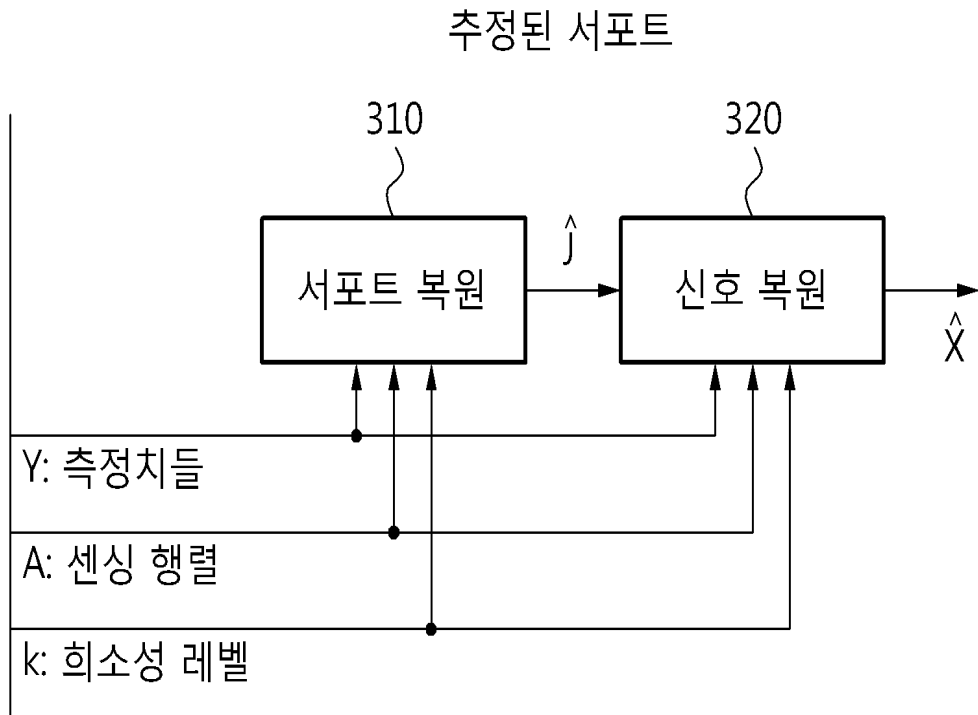 추정된 서포트
310
320
서포트 복원
Ĵ
신호 복원
X̂
Y: 측정치들
A: 센싱 행렬
k: 희소성 레벨